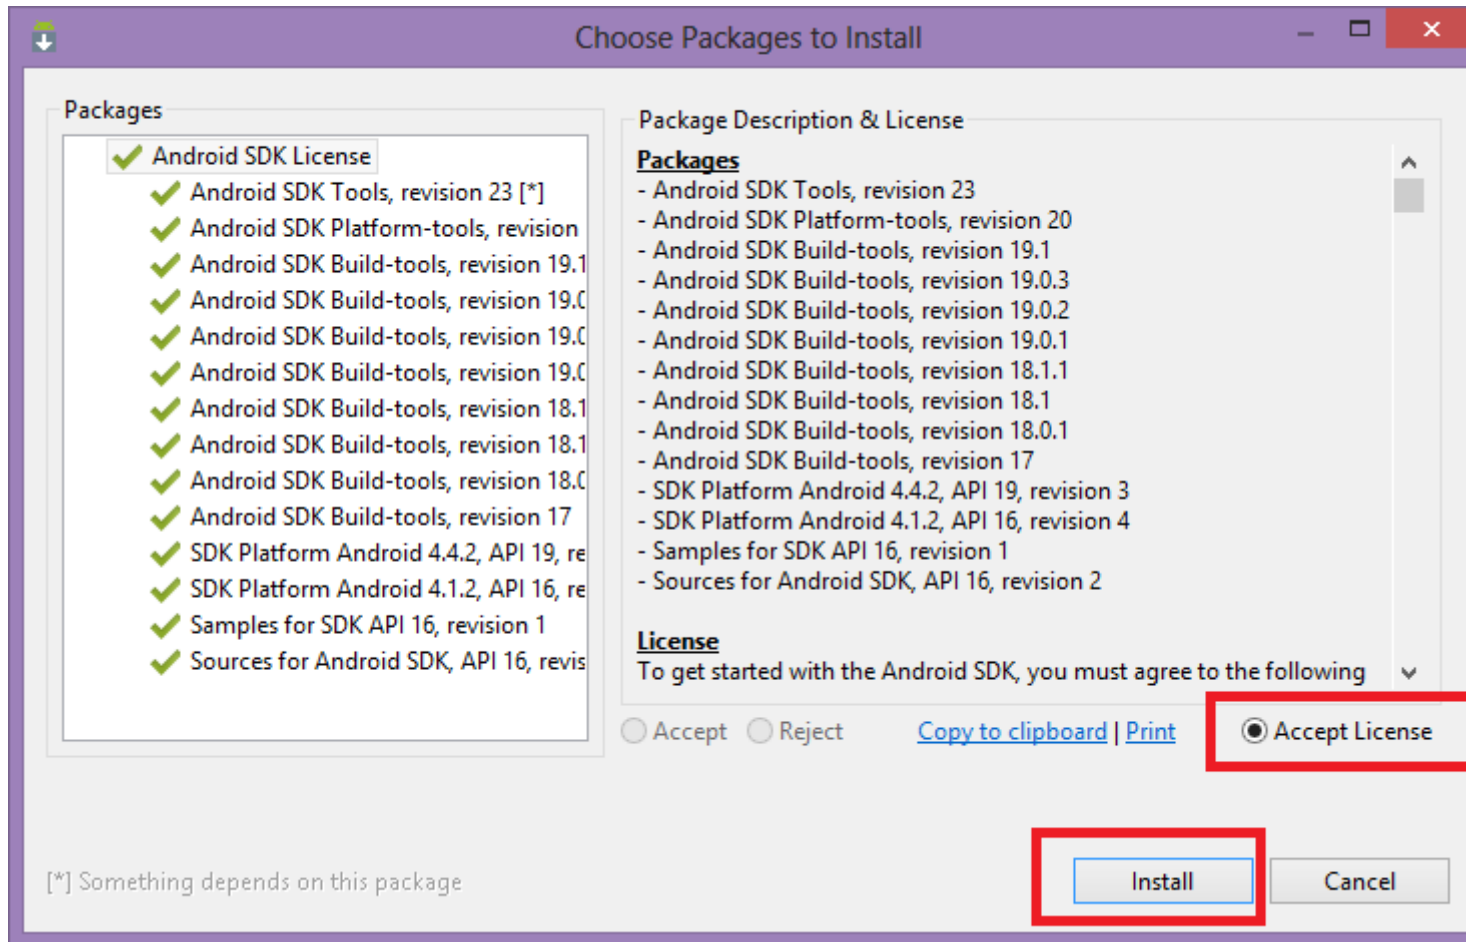 Choose Packages to Install
Packages
Android SDK License
Android SDK Tools, revision 23 [*]
Android SDK Platform-tools, revision
Android SDK Build-tools, revision 19.1
Android SDK Build-tools, revision 19.0
Android SDK Build-tools, revision 19.0
Android SDK Build-tools, revision 19.0
Android SDK Build-tools, revision 18.1
Android SDK Build-tools, revision 18.1
Android SDK Build-tools, revision 18.0
Android SDK Build-tools, revision 17
SDK Platform Android 4.4.2, API 19, re
SDK Platform Android 4.1.2, API 16, re
Samples for SDK API 16, revision 1
Sources for Android SDK, API 16, revis
Package Description & License
Packages
- Android SDK Tools, revision 23
- Android SDK Platform-tools, revision 20
- Android SDK Build-tools, revision 19.1
- Android SDK Build-tools, revision 19.0.3
- Android SDK Build-tools, revision 19.0.2
- Android SDK Build-tools, revision 19.0.1
- Android SDK Build-tools, revision 18.1.1
- Android SDK Build-tools, revision 18.1
- Android SDK Build-tools, revision 18.0.1
- Android SDK Build-tools, revision 17
- SDK Platform Android 4.4.2, API 19, revision 3
- SDK Platform Android 4.1.2, API 16, revision 4
- Samples for SDK API 16, revision 1
- Sources for Android SDK, API 16, revision 2
License
To get started with the Android SDK, you must agree to the following
Accept Reject Copy to clipboard | Print Accept License
[*] Something depends on this package
Install Cancel